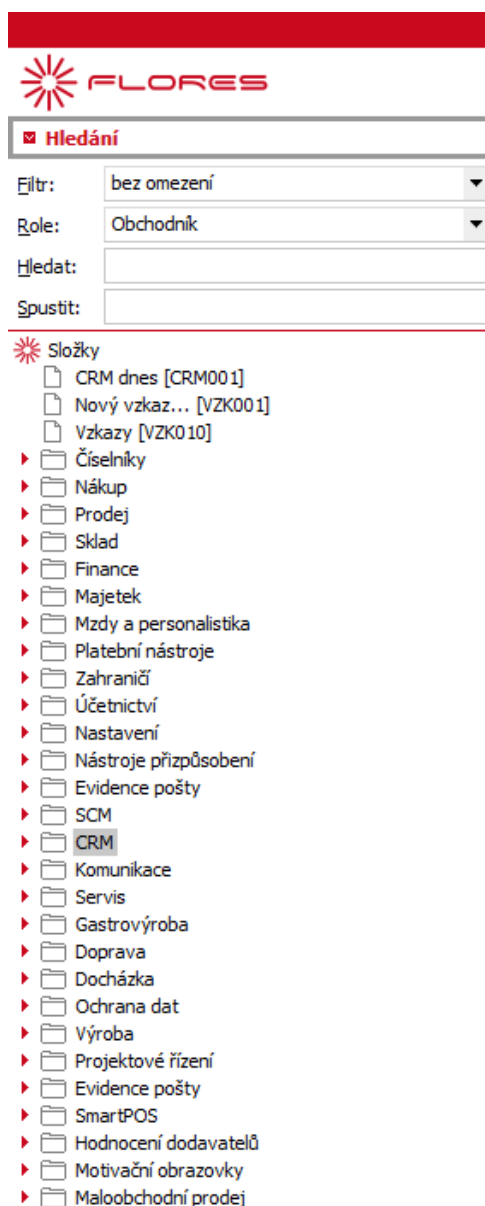 FLORES
Hledání
Filtr: bez omezení
Role: Obchodník
Hledat:
Spustit:
Složky
CRM dnes [CRM001]
Nový vzkaz... [VZK001]
Vzkazy [VZK010]
Číselníky
Nákup
Prodej
Sklad
Finance
Majetek
Mzdy a personalistika
Platební nástroje
Zahraničí
Účetnictví
Nastavení
Nástroje přizpůsobení
Evidence pošty
SCM
CRM
Komunikace
Servis
Gastrovýroba
Doprava
Docházka
Ochrana dat
Výroba
Projektové řízení
Evidence pošty
SmartPOS
Hodnocení dodavatelů
Motivační obrazovky
Maloobchodní prodej